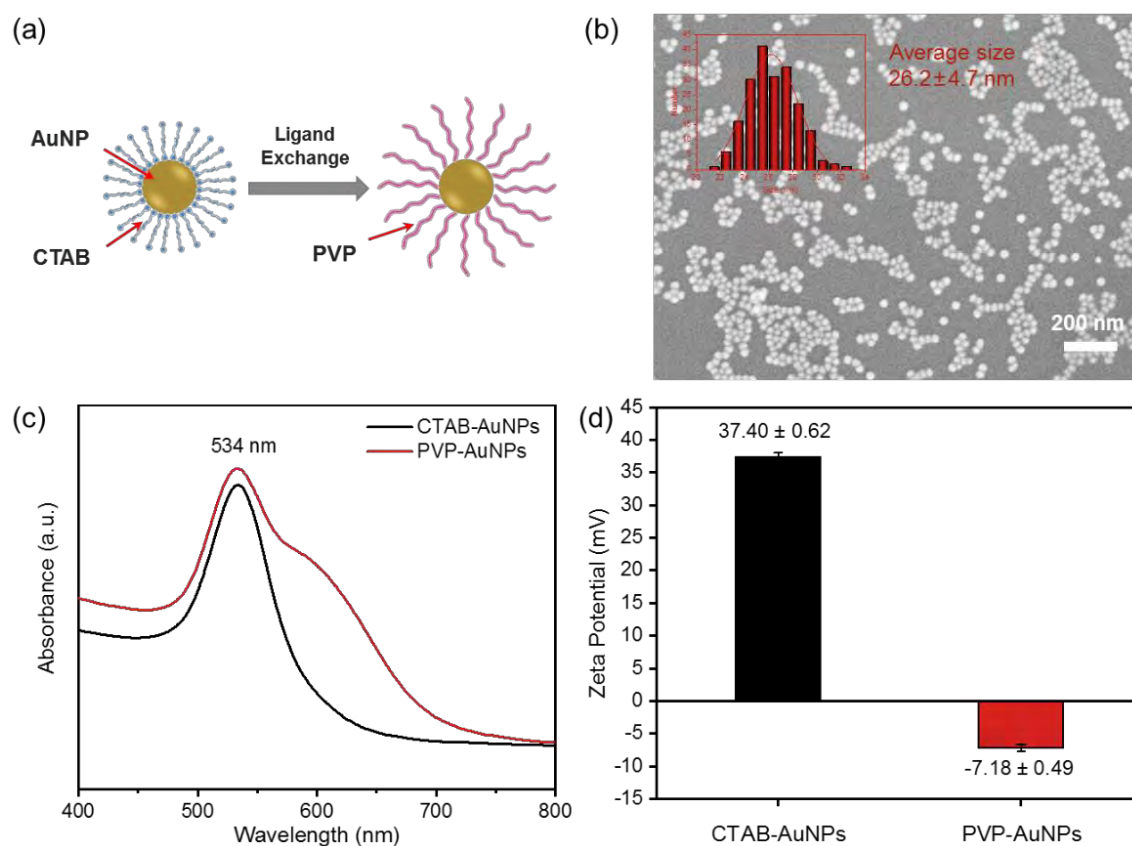 (a)
AuNP
CTAB
Ligand
Exchange
PVP
(b)
Average size
26.2±4.7 nm
200 nm
(c)
534 nm
CTAB-AuNPs
PVP-AuNPs
Absorbance (a.u.)
400 500 600 700 800
Wavelength (nm)
(d)
45
40
35
30
25
20
15
10
5
0
-5
-10
-15
Zeta Potential (mV)
37.40 ± 0.62
-7.18 ± 0.49
CTAB-AuNPs PVP-AuNPs